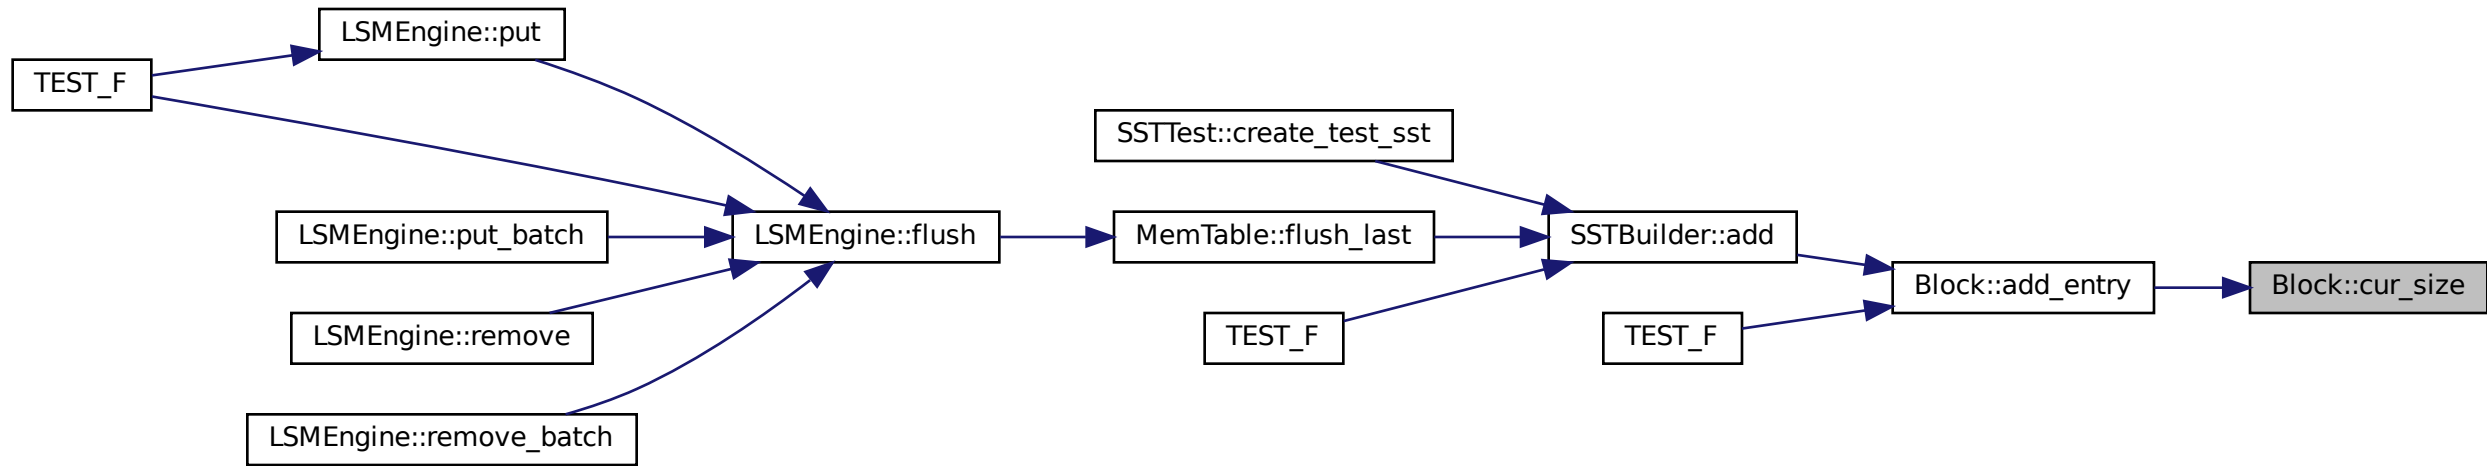 LSMEngine::put
TEST_F
SSTTest::create_test_sst
LSMEngine::put_batch
LSMEngine::flush
MemTable::flush_last
SSTBuilder::add
Block::add_entry
Block::cur_size
LSMEngine::remove
TEST_F
TEST_F
LSMEngine::remove_batch